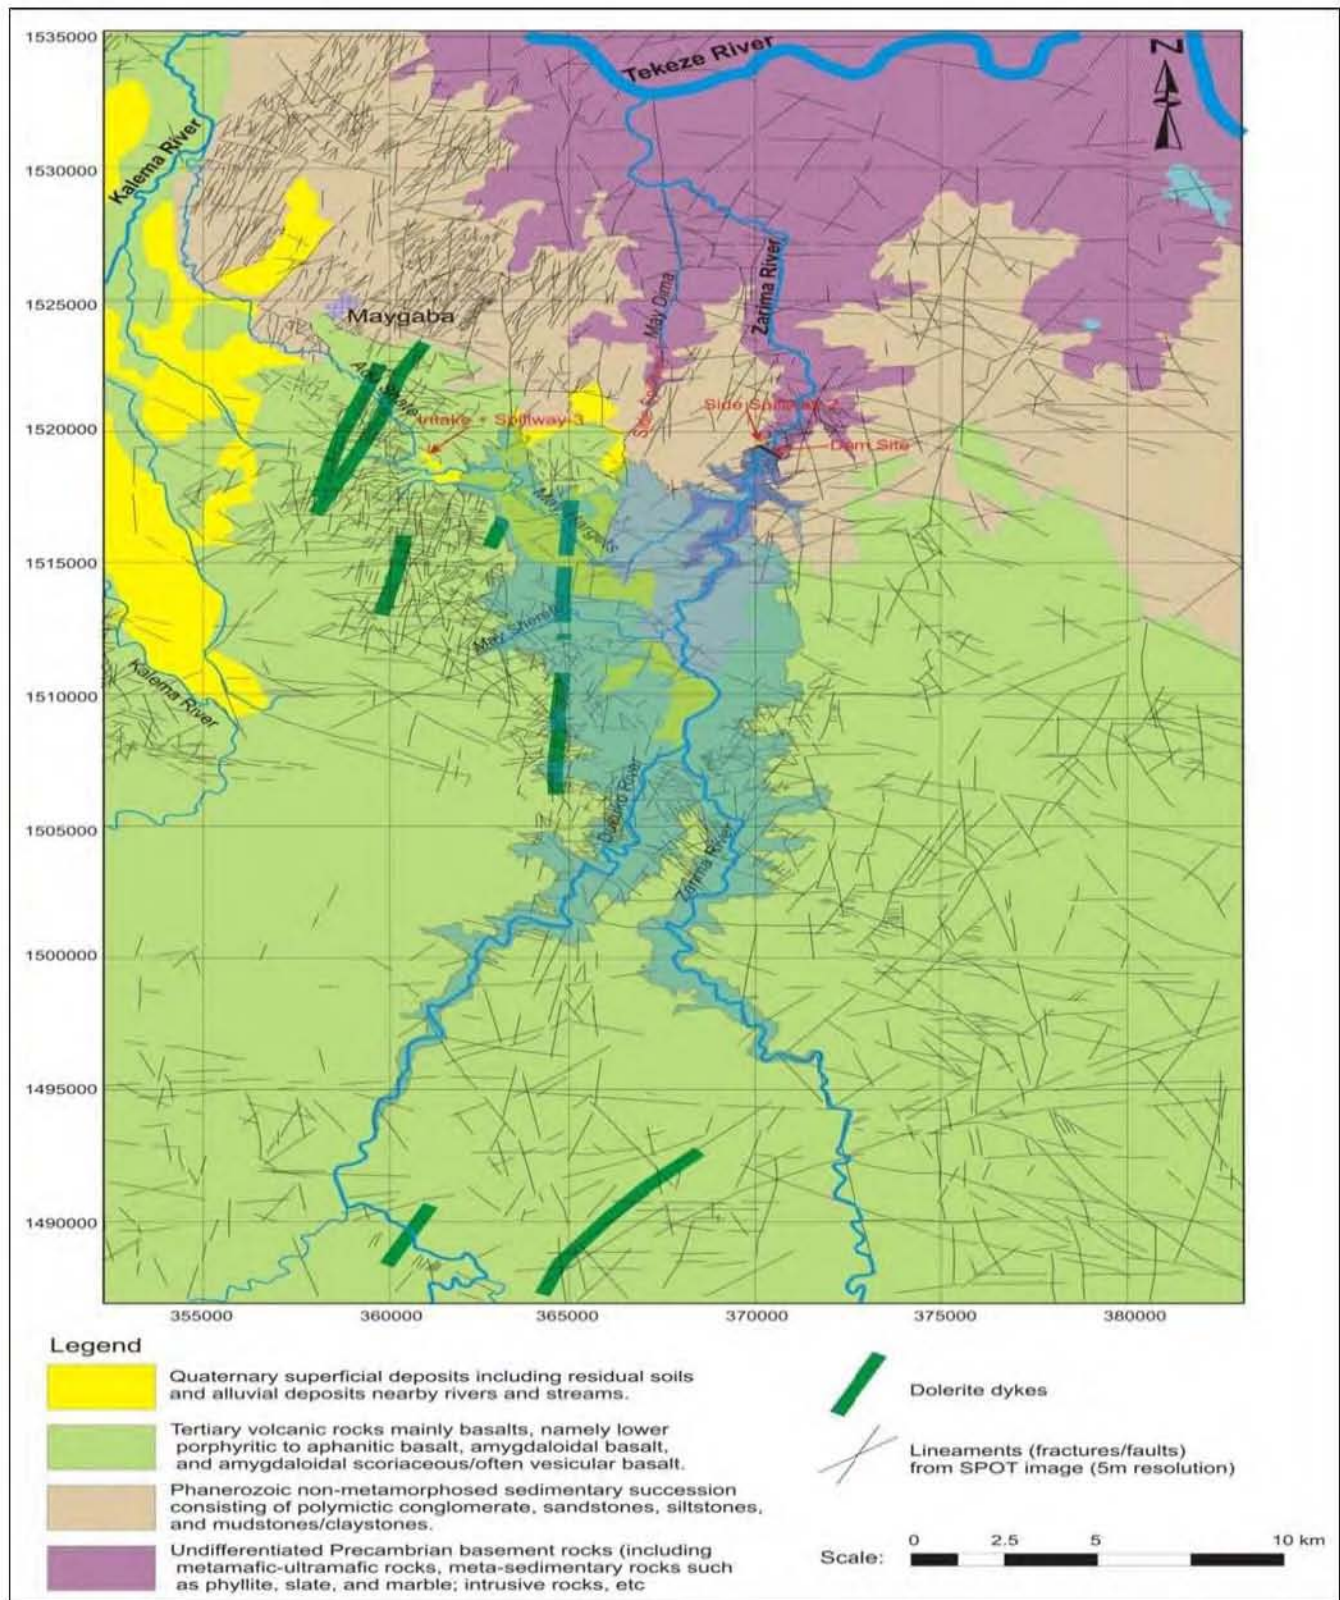 1535000
Tekeze River
N
Kalema River
1530000
May Dima
Zarima River
1525000
Maygaba
Side Spillway-2
Intake + Spillway-3
1520000
Dam Site
1515000
Kalema River
1510000
Zarima River
1505000
1500000
1495000
1490000
355000
360000
365000
370000
375000
380000
Legend
Quaternary superficial deposits including residual soils
and alluvial deposits nearby rivers and streams.
Tertiary volcanic rocks mainly basalts, namely lower
porphyritic to aphanitic basalt, amygdaloidal basalt,
and amygdaloidal scoriaceous/often vesicular basalt.
Phanerozoic non-metamorphosed sedimentary succession
consisting of polymictic conglomerate, sandstones, siltstones,
and mudstones/claystones.
Undifferentiated Precambrian basement rocks (including
metamafic-ultramafic rocks, meta-sedimentary rocks such
as phyllite, slate, and marble; intrusive rocks, etc
Dolerite dykes
Lineaments (fractures/faults)
from SPOT image (5m resolution)
Scale:
0 2.5 5 10 km